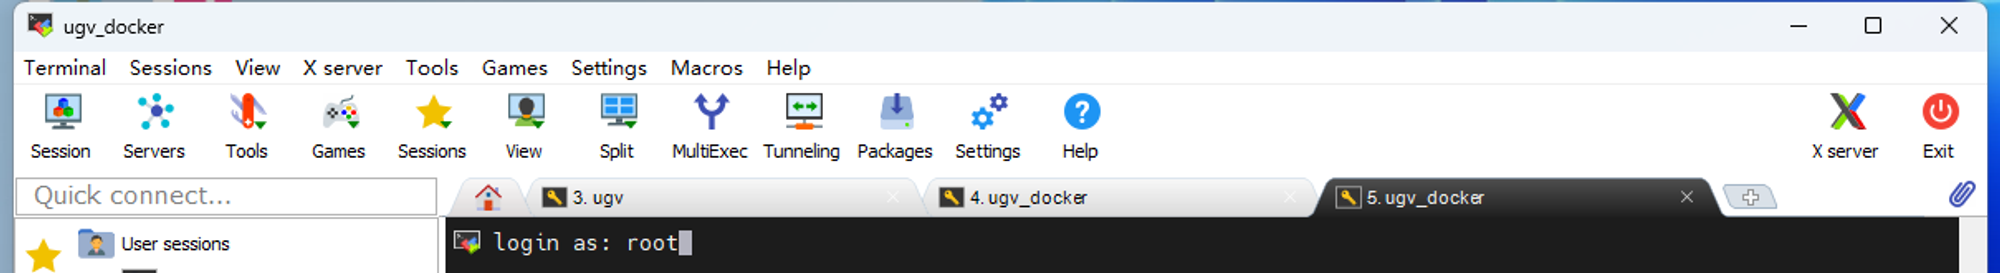 ugv_docker
Terminal Sessions View X server Tools Games Settings Macros Help
Session Servers Tools Games Sessions View Split MultiExec Tunneling Packages Settings Help X server Exit
Quick connect... 3. ugv 4. ugv_docker 5. ugv_docker
User sessions login as: root